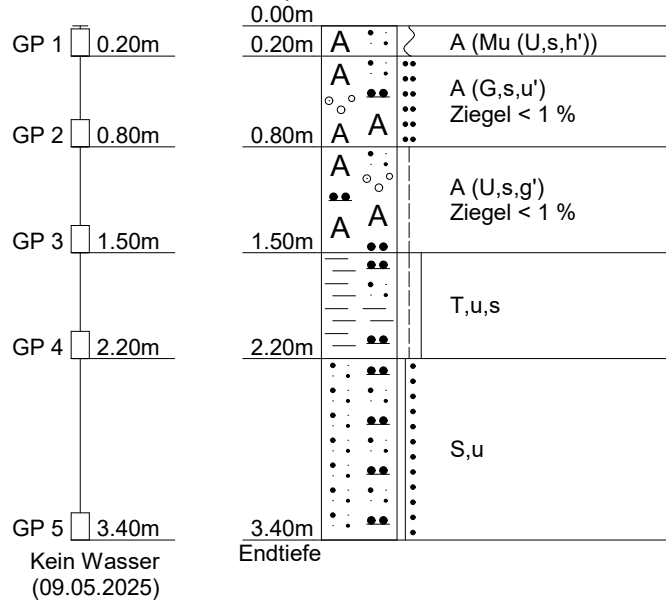 0.00m
GP 1 0.20m 0.20m A A (Mu (U,s,h'))
A A (G,s,u')
Ziegel < 1 %
GP 2 0.80m 0.80m A A
A A (U,s,g')
Ziegel < 1 %
A A
GP 3 1.50m 1.50m
T,u,s
GP 4 2.20m 2.20m
S,u
GP 5 3.40m 3.40m
Kein Wasser Endtiefe
(09.05.2025)